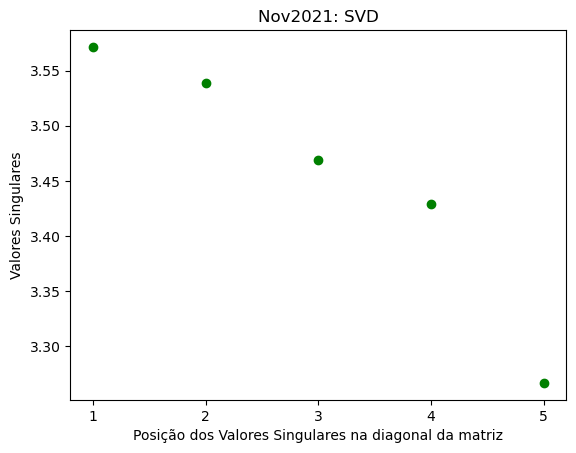 Nov2021: SVD
Valores Singulares
3.55
3.50
3.45
3.40
3.35
3.30
1 2 3 4 5
Posição dos Valores Singulares na diagonal da matriz